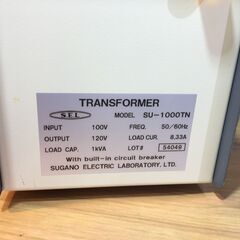 TRANSFORMER
SEL MODEL SU-1000TN
INPUT 100V FREQ. 50/60Hz
OUTPUT 120V LOAD CUR. 8.33A
LOAD CAP. 1kVA LOT# 54049
With built-in circuit breaker
SUGANO ELECTRIC LABORATORY, LTD.